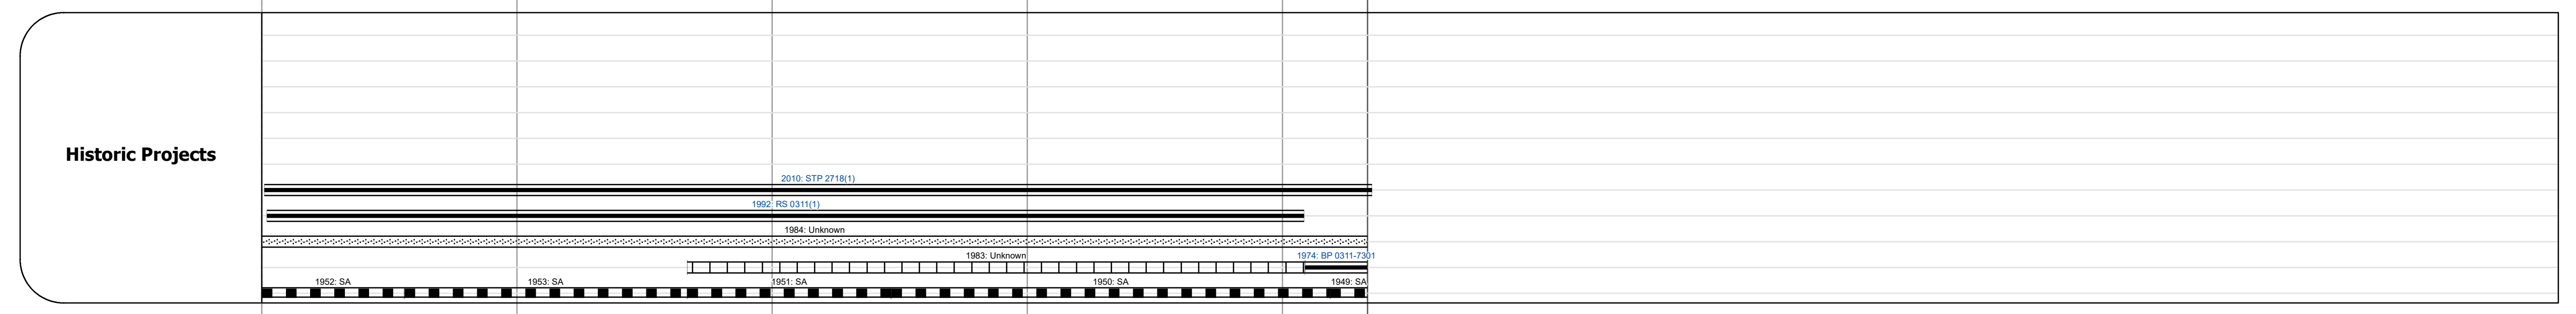 Historic Projects
2010: STP 2718(1)
1992: RS 0311(1)
1984: Unknown
1983: Unknown
1974: BP 0311-7301
1952: SA
1953: SA
1951: SA
1950: SA
1949: SA